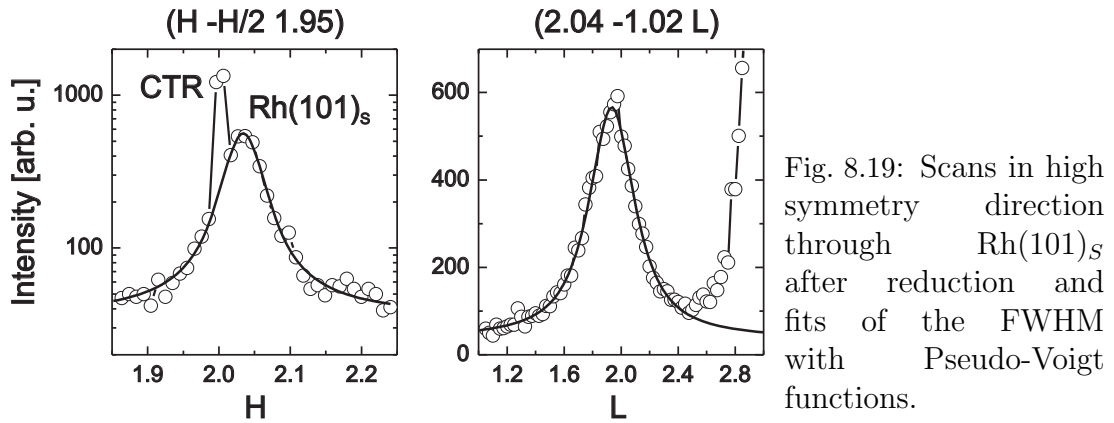 (H -H/2 1.95)
(2.04 -1.02 L)
Intensity [arb. u.]
1000
100
CTR
Rh(101)s
1.9 2.0 2.1 2.2
H
600
400
200
0
1.2 1.6 2.0 2.4 2.8
L
Fig. 8.19: Scans in high
symmetry direction
through Rh(101)S
after reduction and
fits of the FWHM
with Pseudo-Voigt
functions.